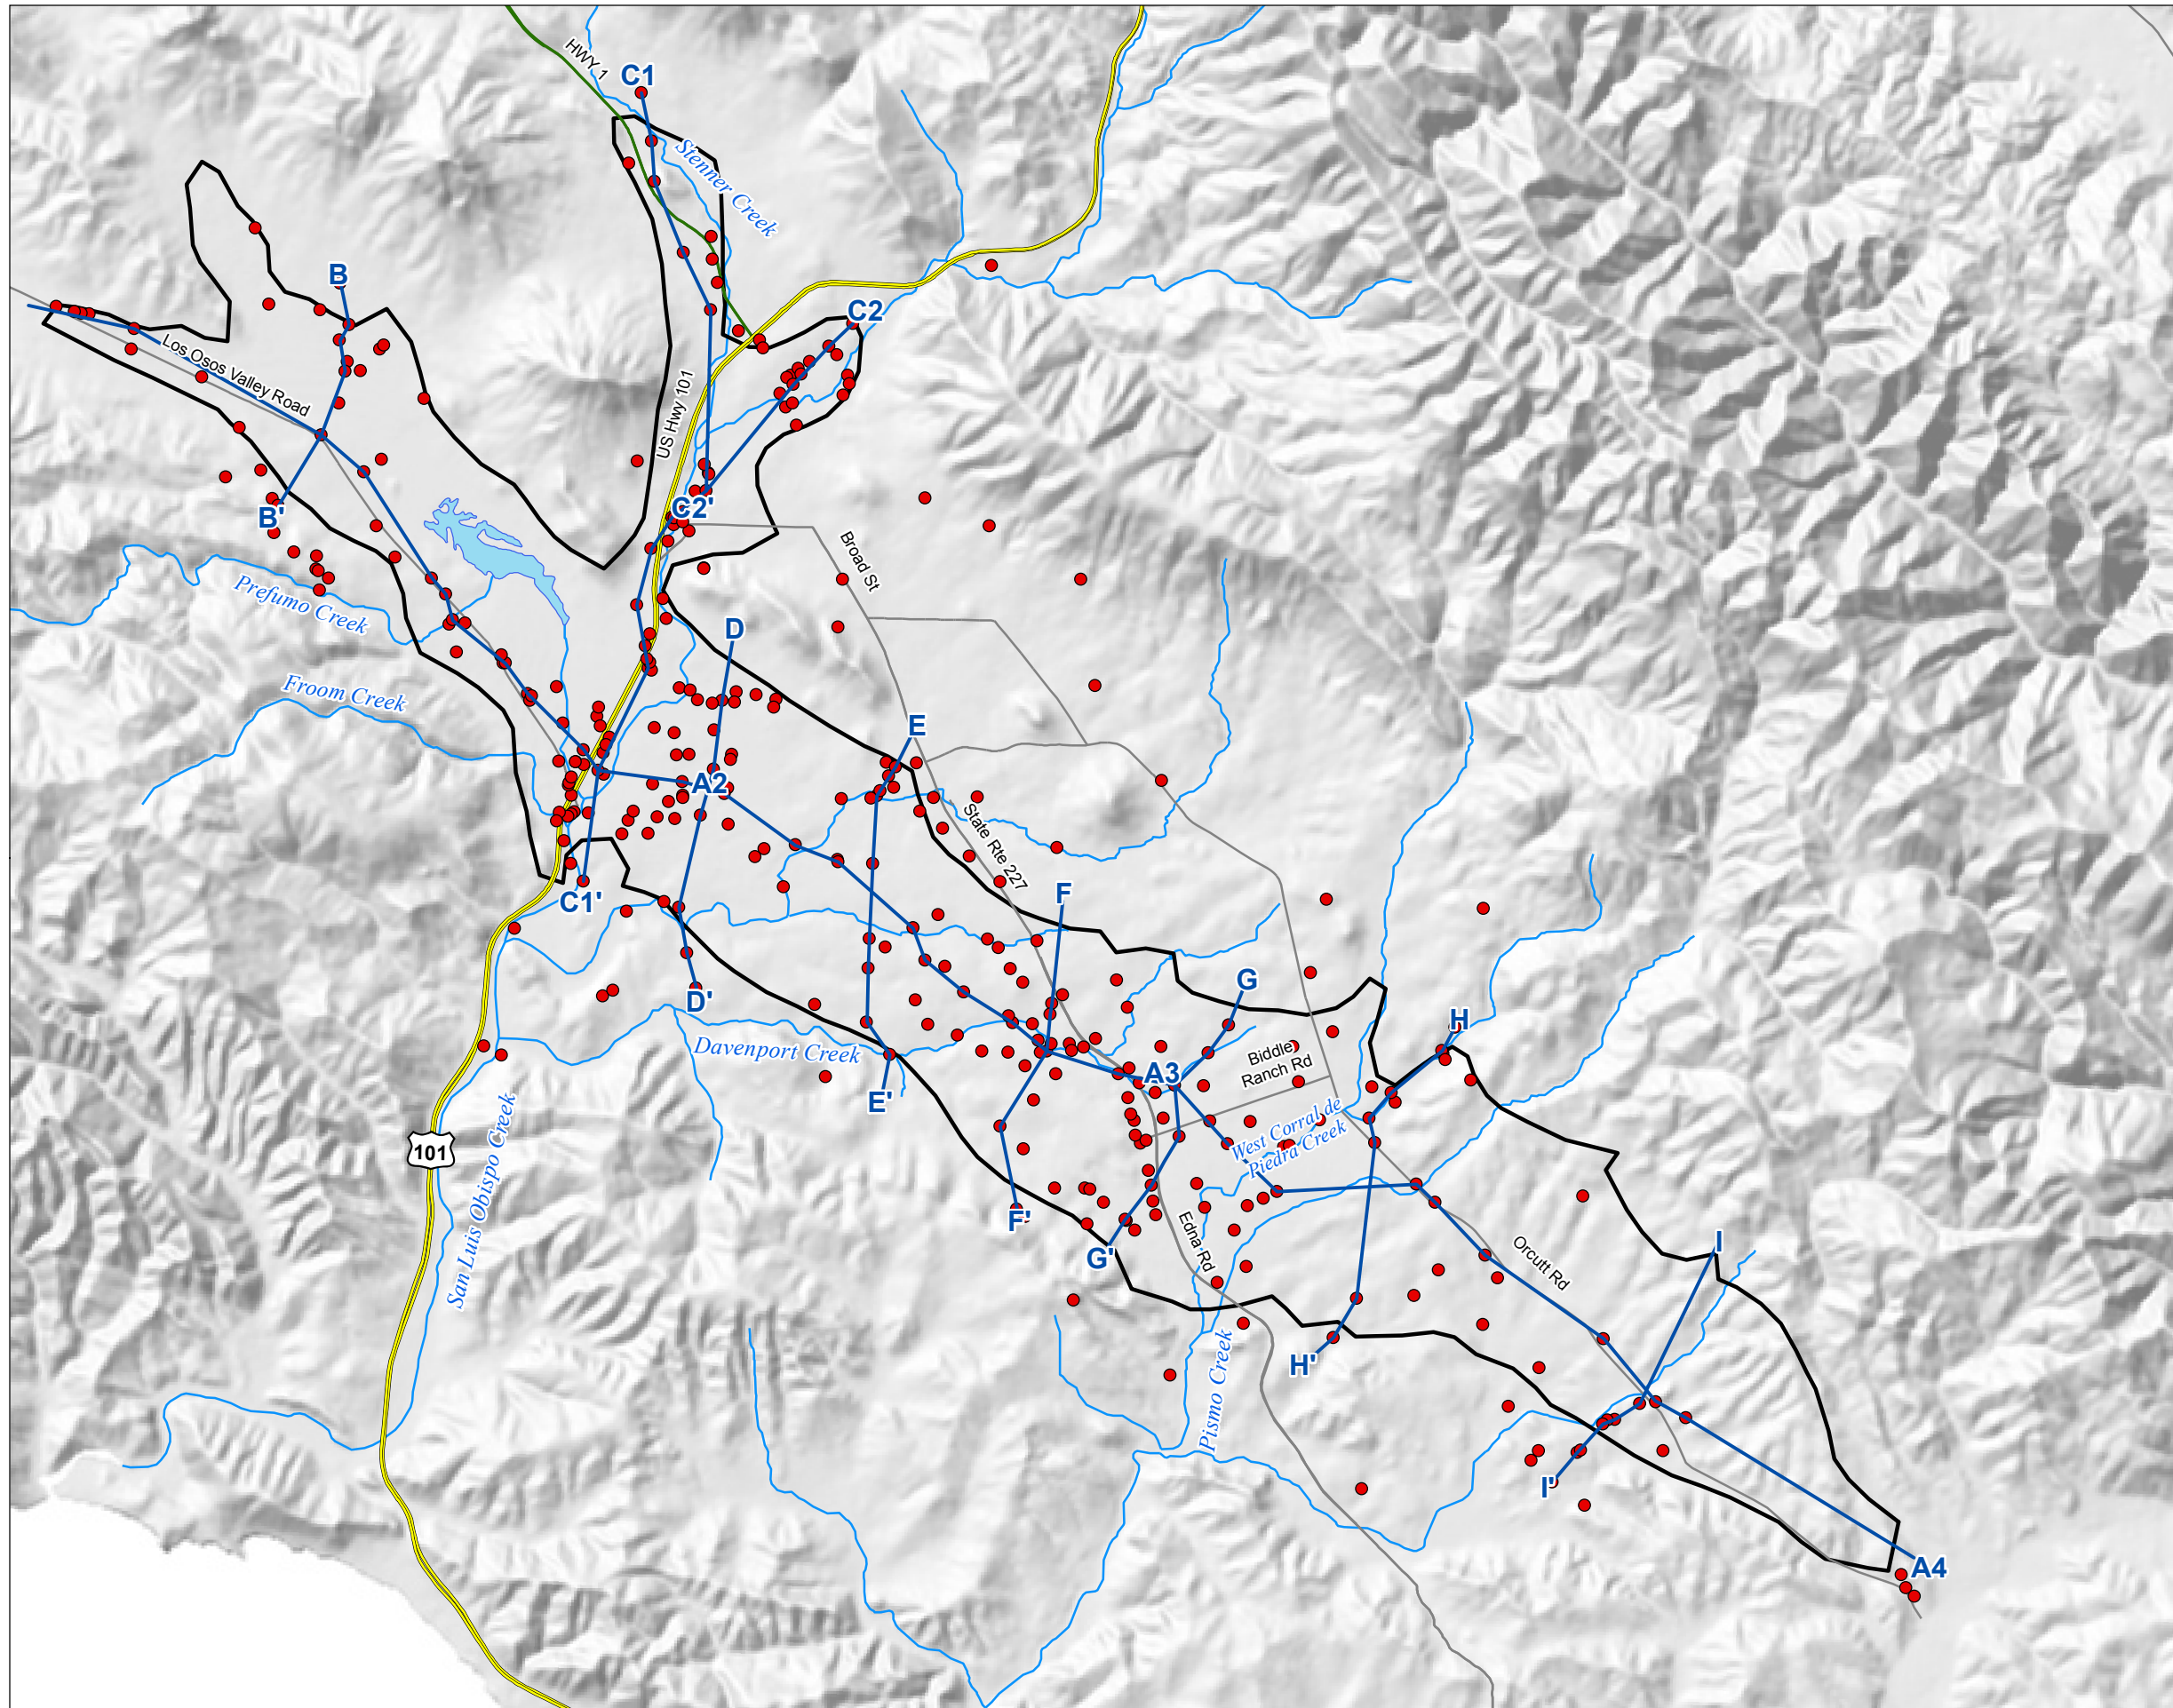 HWY 1
C1
Stenner Creek
B
C2
Los Osos Valley Road
US Hwy 101
C2'
B'
Broad St
Prefumo Creek
D
Froom Creek
E
A2
State Rte 227
C1'
F
D'
G
H
Davenport Creek
A3
Biddle
Ranch Rd
E'
West Corral de
Piedra Creek
101
San Luis Obispo Creek
F'
Edna Rd
G'
Orcutt Rd
I
H'
Pismo Creek
I'
A4